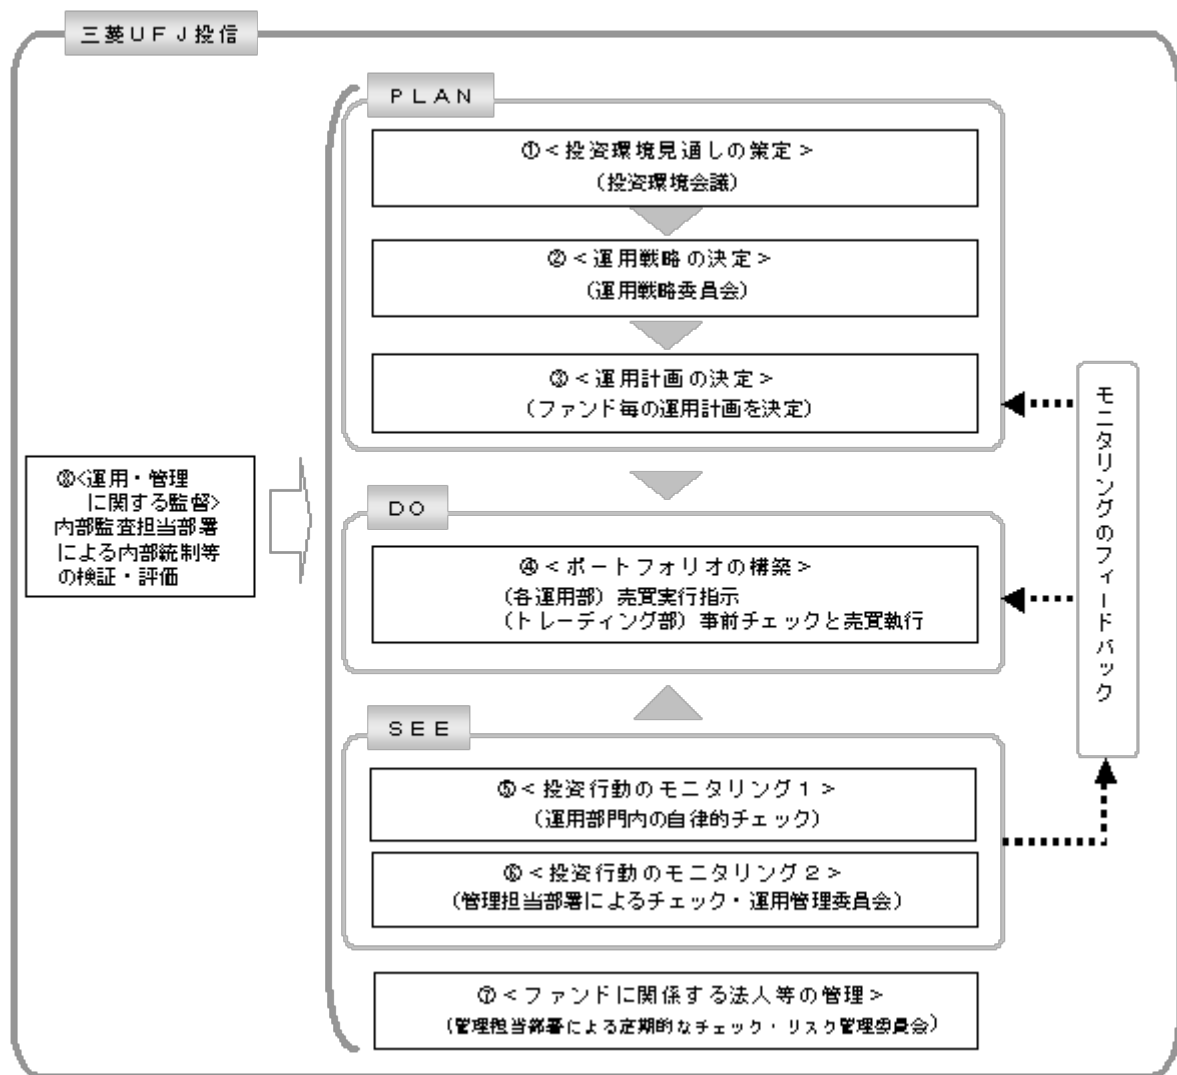 三菱UFJ投信
PLAN
①<投資環境見通しの策定>
(投資環境会議)
②<運用戦略の決定>
(運用戦略委員会)
③<運用計画の決定>
(ファンド毎の運用計画を決定)
⑧<運用・管理
に関する監督>
内部監査担当部署
による内部統制等
の検証・評価
DO
④<ポートフォリオの構築>
(各運用部) 売買実行指示
(トレーディング部) 事前チェックと売買執行
モニタリングのフィードバック
SEE
⑤<投資行動のモニタリング1>
(運用部門内の自律的チェック)
⑥<投資行動のモニタリング2>
(管理担当部署によるチェック・運用管理委員会)
⑦<ファンドに関係する法人等の管理>
(管理担当部署による定期的なチェック・リスク管理委員会)